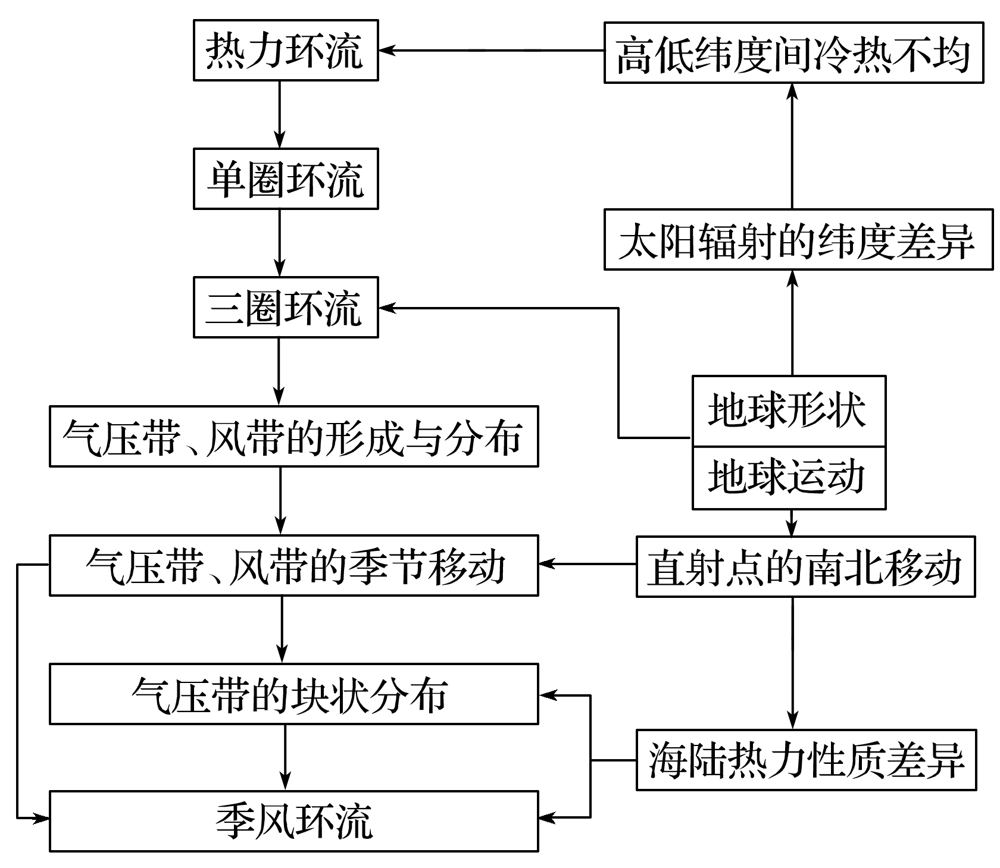 热力环流
高低纬度间冷热不均
单圈环流
太阳辐射的纬度差异
三圈环流
地球形状
气压带、风带的形成与分布
地球运动
气压带、风带的季节移动
直射点的南北移动
气压带的块状分布
海陆热力性质差异
季风环流